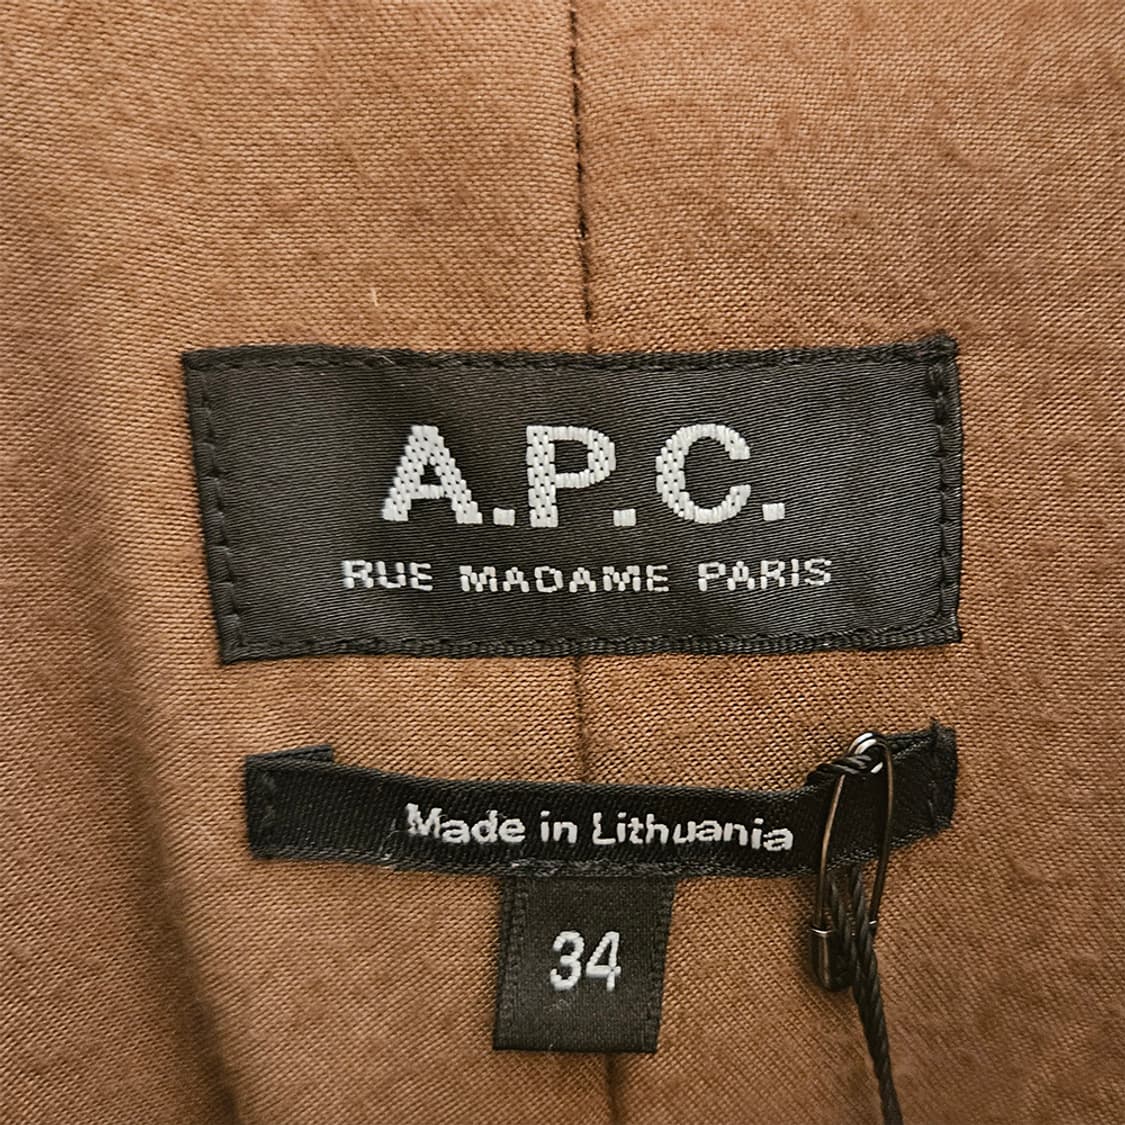 A.P.C.
RUE MADAME PARIS
Made in Lithuania
34